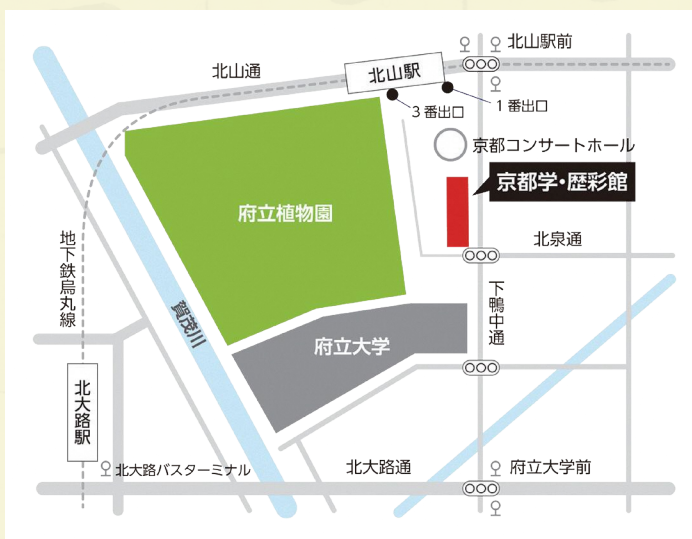 北山駅前
北山通
北山駅
3番出口
1番出口
京都コンサートホール
京都学・歴彩館
府立植物園
北泉通
地下鉄烏丸線
賀茂川
下鴨中通
府立大学
北大路駅
北大路バスターミナル
北大路通
府立大学前